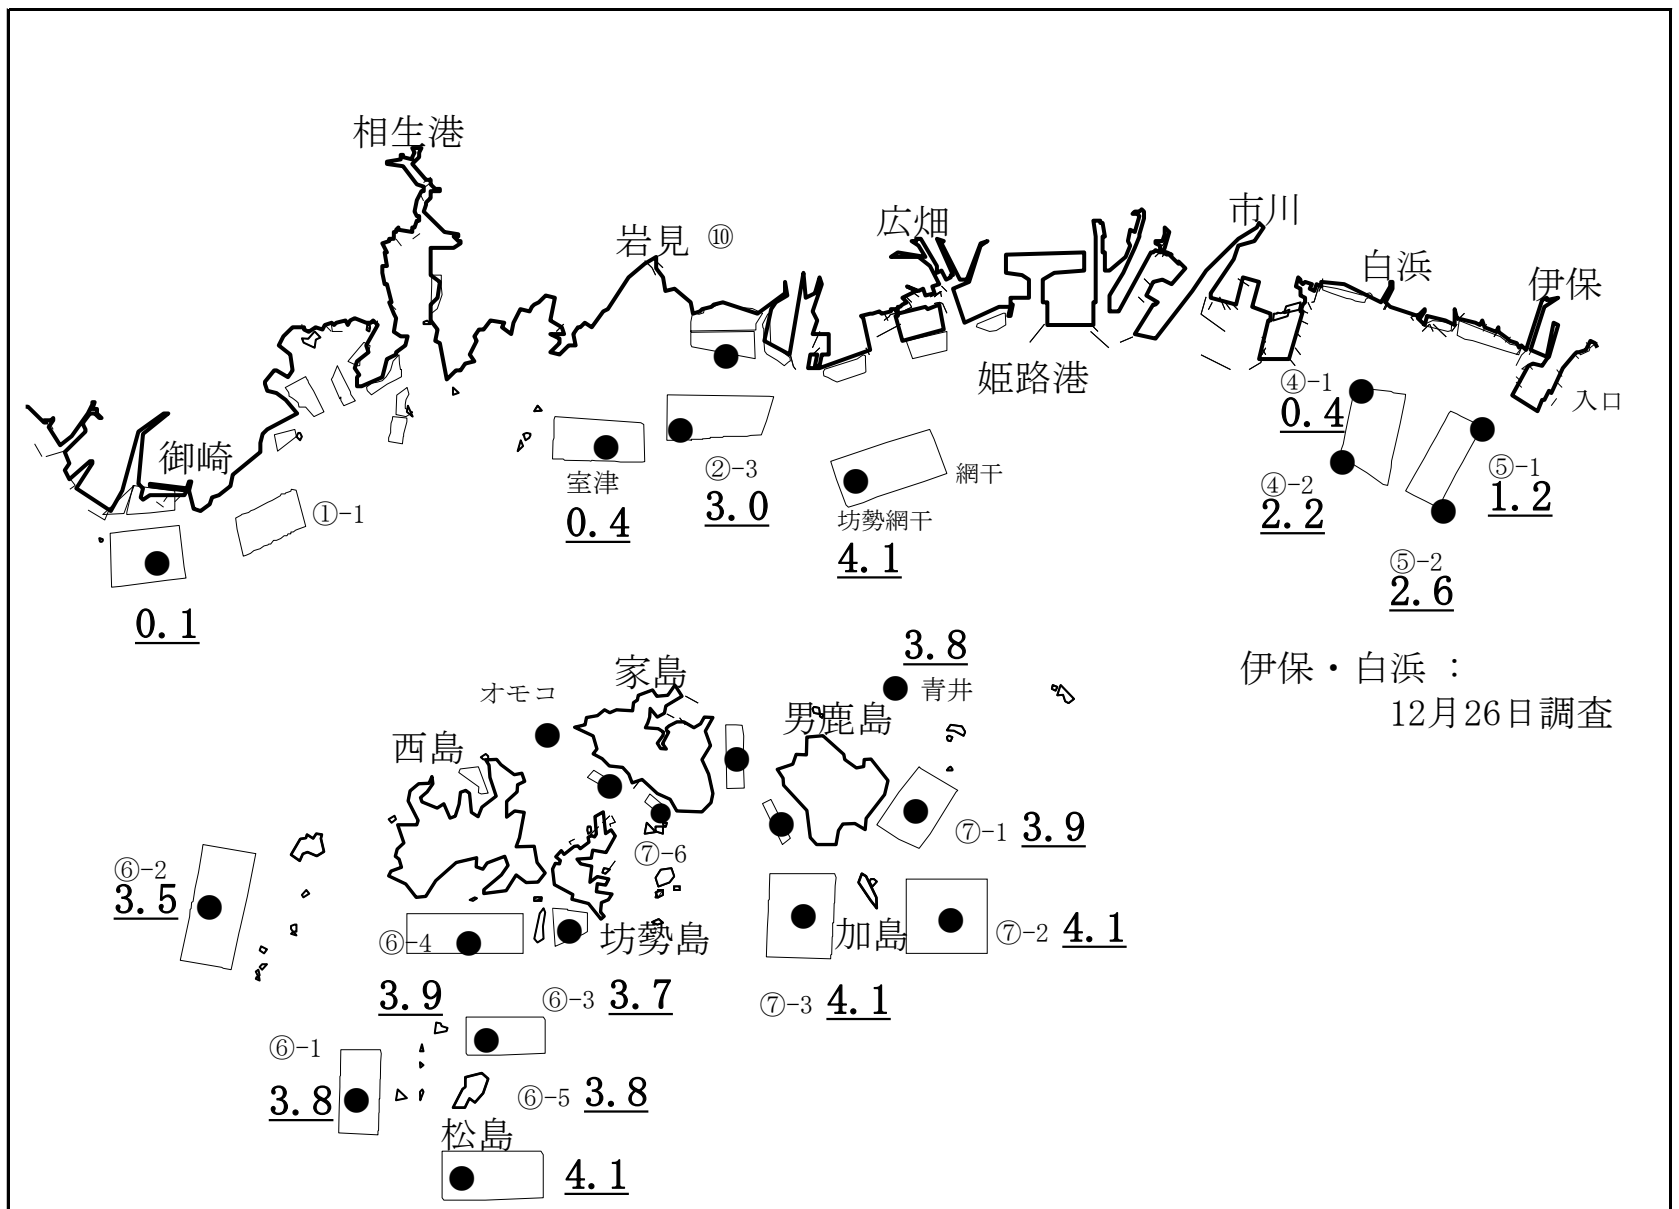 相生港
市川
広畑
岩見 ⑩
白浜
伊保
姫路港
④-1
0.4
入口
御崎
室津
0.4
②-3
3.0
網干
坊勢網干
4.1
④-2
2.2
⑤-1
1.2
①-1
⑤-2
2.6
0.1
3.8
青井
家島
オモコ
伊保・白浜 :
12月26日調査
男鹿島
西島
⑦-1 3.9
⑦-6
⑥-2
3.5
⑥-4
坊勢島
加島
⑦-2 4.1
3.9
⑥-3 3.7
⑦-3 4.1
⑥-1
3.8
⑥-5 3.8
松島
4.1